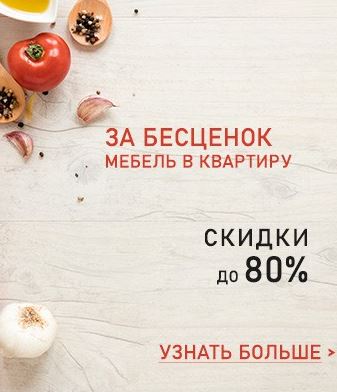 ЗА БЕСЦЕНОК
МЕБЕЛЬ В КВАРТИРУ
СКИДКИ
до 80%
УЗНАТЬ БОЛЬШЕ >